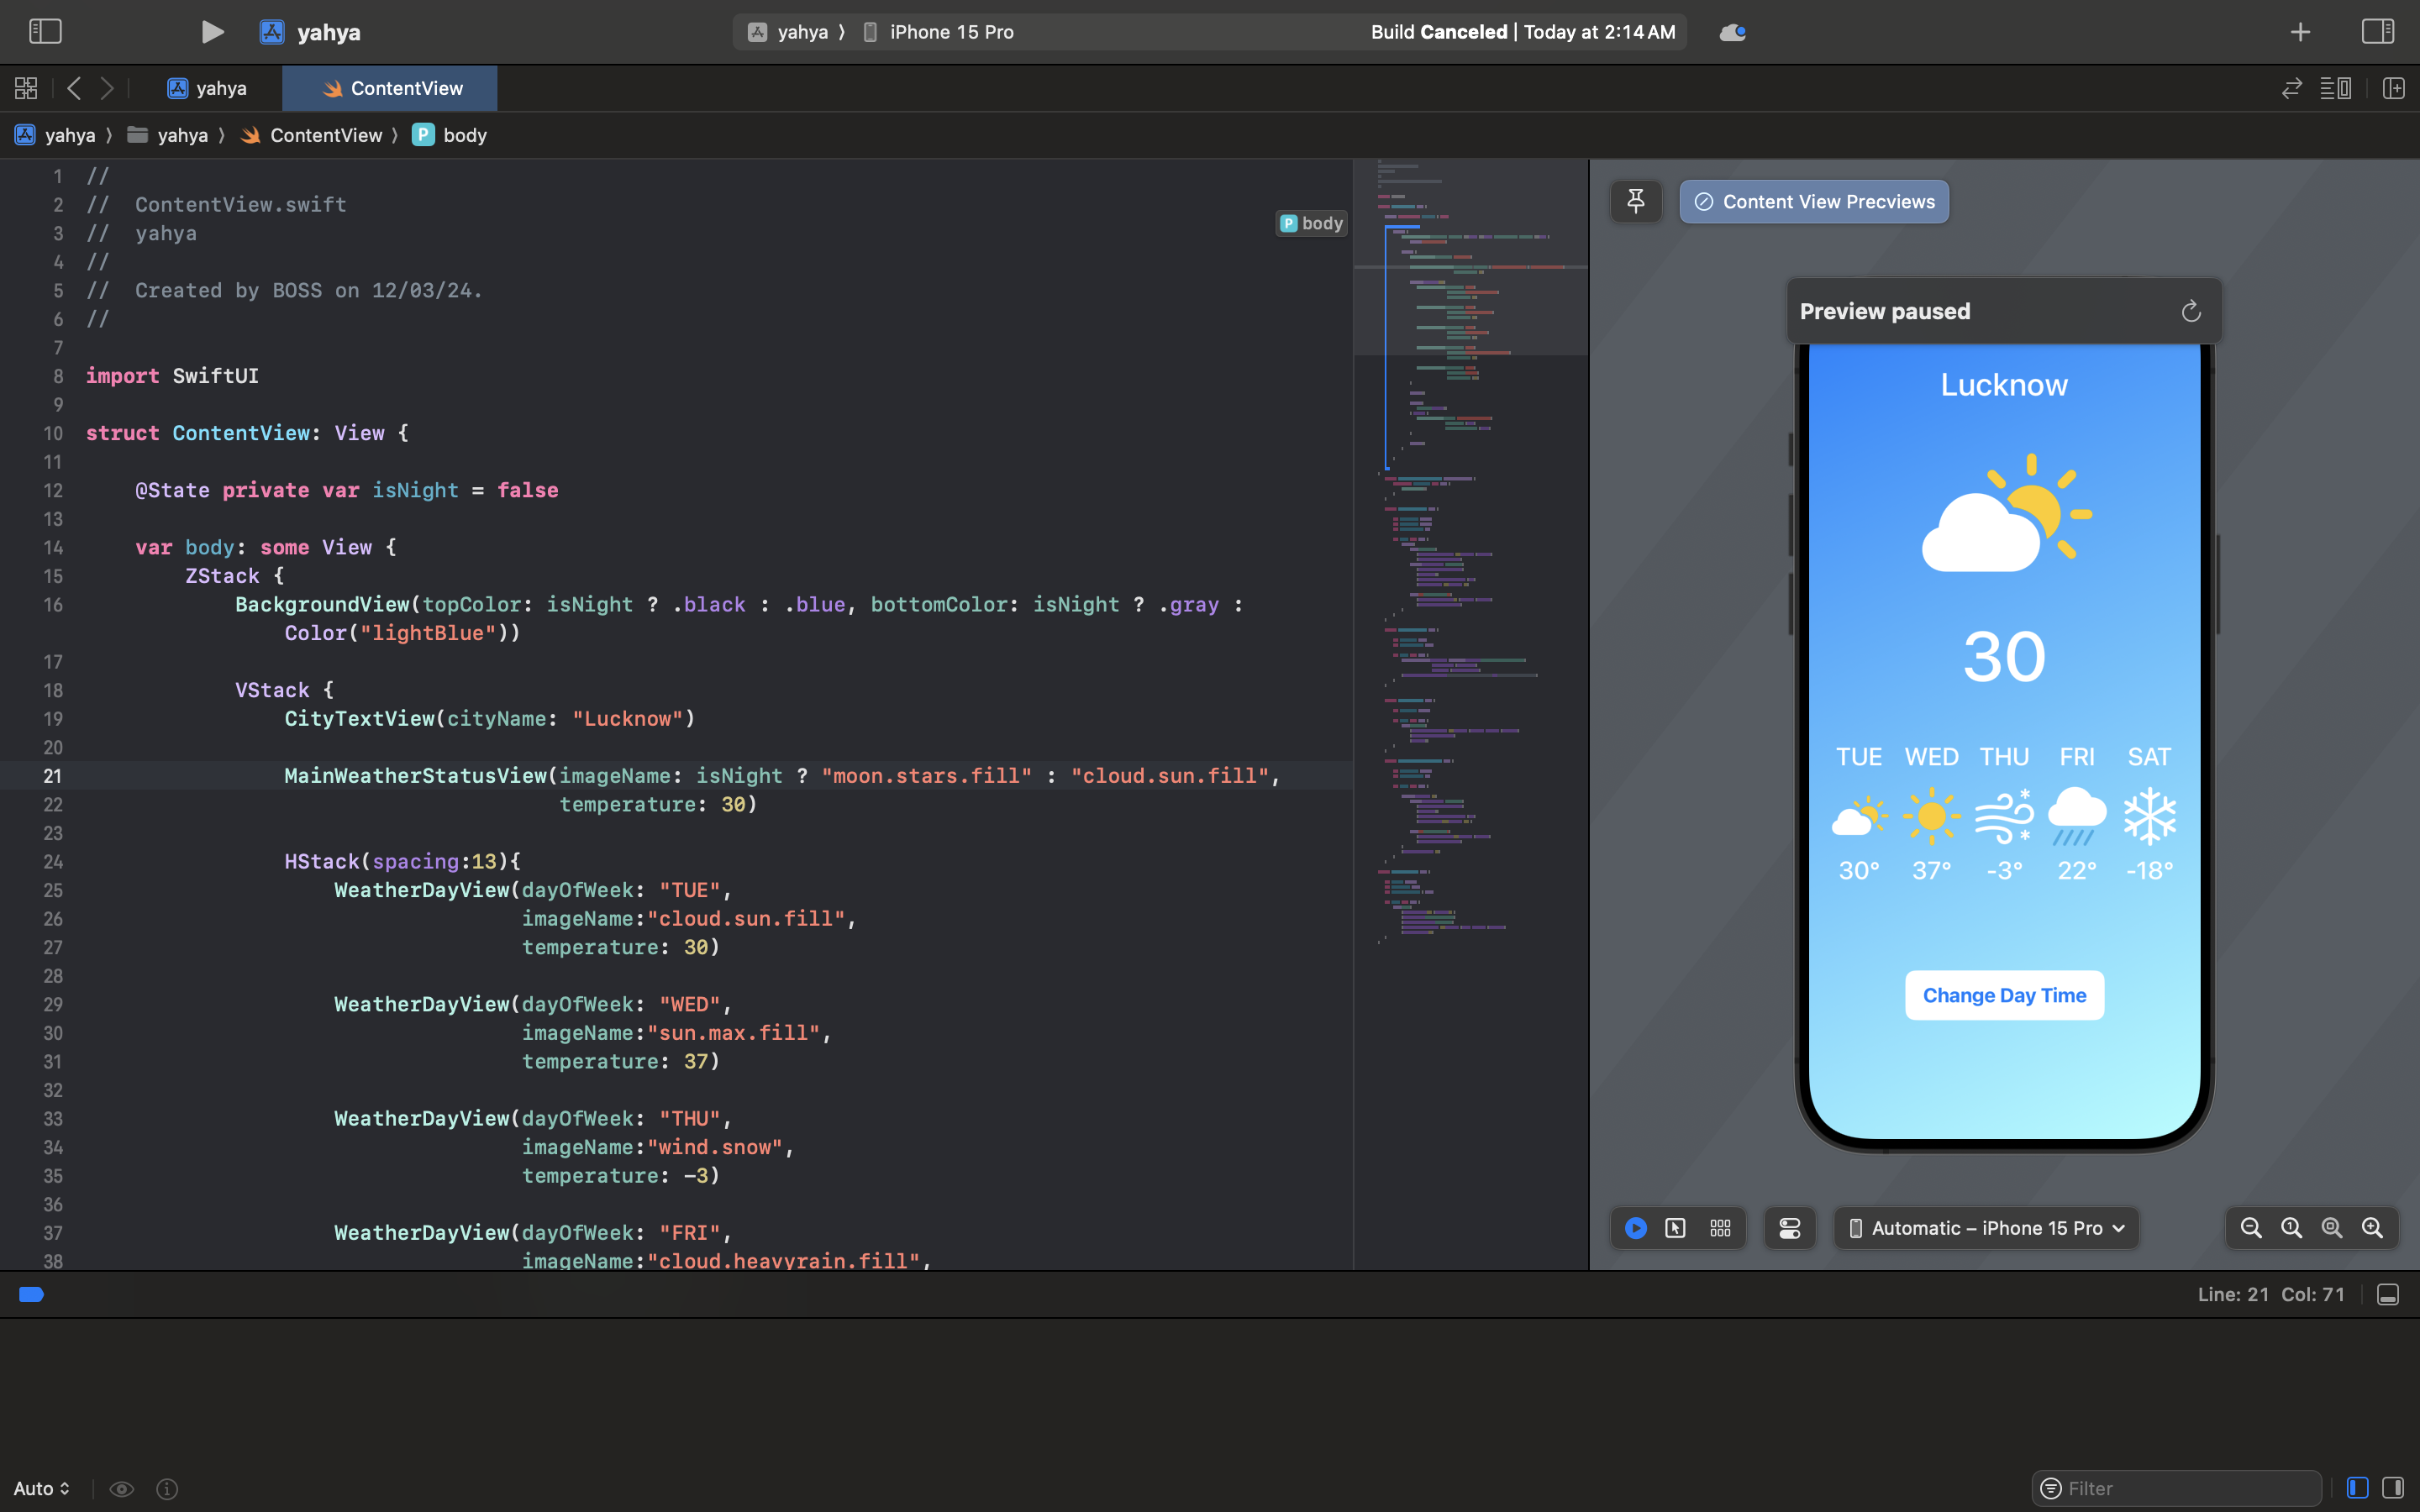 yahya
yahya 〉 iPhone 15 Pro
Build Canceled | Today at 2:14 AM
yahya
ContentView
yahya 〉 yahya 〉 ContentView 〉 P body
1 //
2 //  ContentView.swift
3 //  yahya
4 //
5 //  Created by BOSS on 12/03/24.
6 //
7
8 import SwiftUI
9
10 struct ContentView: View {
11
12     @State private var isNight = false
13
14     var body: some View {
15         ZStack {
16             BackgroundView(topColor: isNight ? .black : .blue, bottomColor: isNight ? .gray :
Color("lightBlue"))
17
18             VStack {
19                 CityTextView(cityName: "Lucknow")
20
21                 MainWeatherStatusView(imageName: isNight ? "moon.stars.fill" : "cloud.sun.fill",
22                                       temperature: 30)
23
24                 HStack(spacing:13){
25                     WeatherDayView(dayOfWeek: "TUE",
26                                    imageName:"cloud.sun.fill",
27                                    temperature: 30)
28
29                     WeatherDayView(dayOfWeek: "WED",
30                                    imageName:"sun.max.fill",
31                                    temperature: 37)
32
33                     WeatherDayView(dayOfWeek: "THU",
34                                    imageName:"wind.snow",
35                                    temperature: -3)
36
37                     WeatherDayView(dayOfWeek: "FRI",
38                                    imageName:"cloud.heavyrain.fill",
P body
Content View Precviews
Preview paused
Lucknow
30
TUE WED THU FRI SAT
30° 37° -3° 22° -18°
Change Day Time
Automatic – iPhone 15 Pro
Line: 21 Col: 71
Auto
Filter